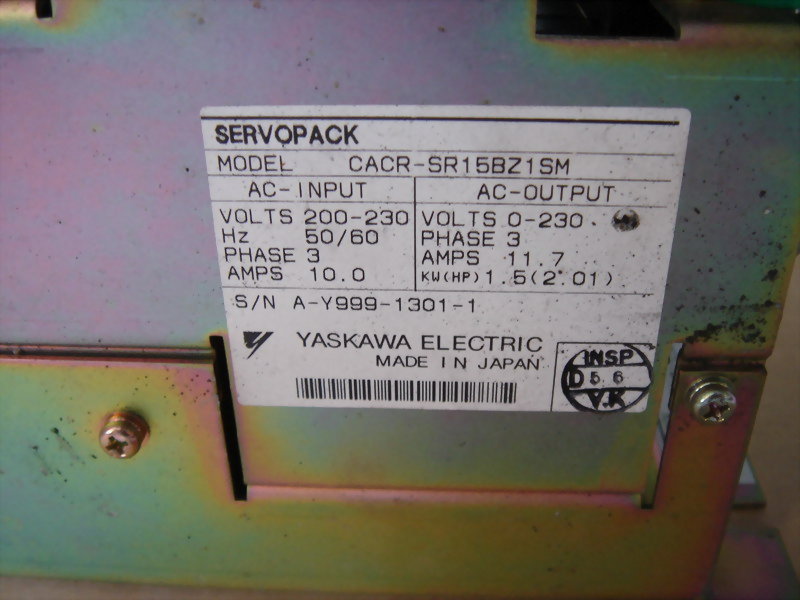 SERVOPACK
MODEL CACR-SR15BZ1SM
AC-INPUT AC-OUTPUT
VOLTS 200-230 VOLTS 0-230
Hz 50/60 PHASE 3
PHASE 3 AMPS 11.7
AMPS 10.0 KW(HP) 1.5(2.01)
S/N A-Y999-1301-1
YASKAWA ELECTRIC
MADE IN JAPAN
INSP
D 5.6
Y.K